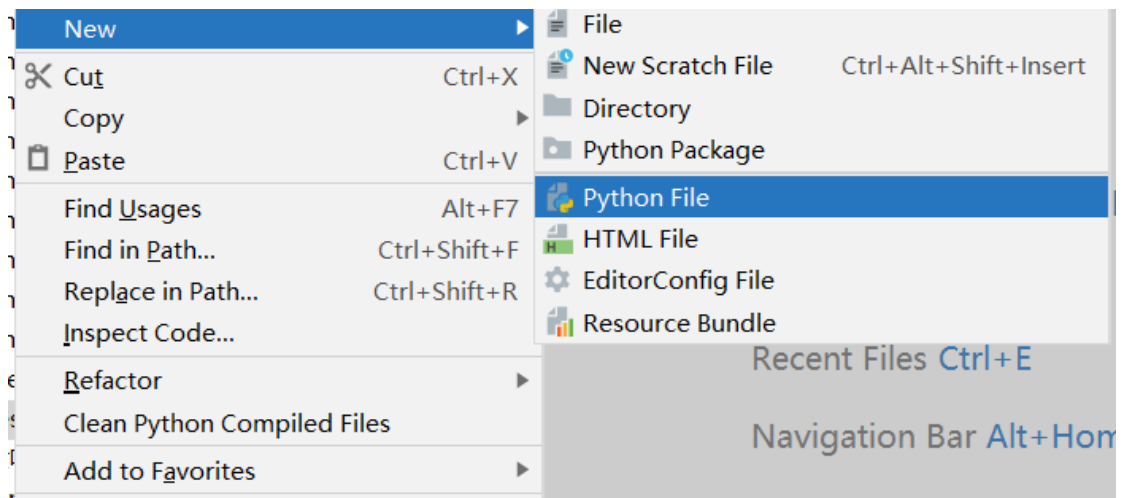 New
Cut Ctrl+X
Copy
Paste Ctrl+V
Find Usages Alt+F7
Find in Path... Ctrl+Shift+F
Replace in Path... Ctrl+Shift+R
Inspect Code...
Refactor
Clean Python Compiled Files
Add to Favorites
File
New Scratch File Ctrl+Alt+Shift+Insert
Directory
Python Package
Python File
HTML File
EditorConfig File
Resource Bundle
Recent Files Ctrl+E
Navigation Bar Alt+Hom